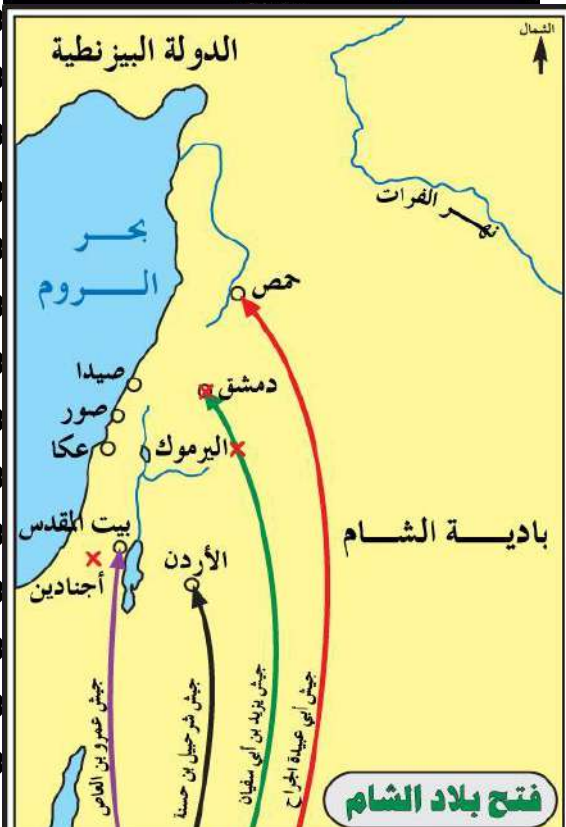 الشمال
الدولة البيزنطية
نهر الفرات
بحر
الروم
حمص
صيدا
دمشق
صور
اليرموك
عكا
بادية الشام
بيت المقدس
الأردن
أجنادين
جيش عمرو بن العاص
جيش شرحبيل بن حسنة
جيش يزيد بن أبي سفيان
جيش أبي عبيدة الجراح
فتح بلاد الشام